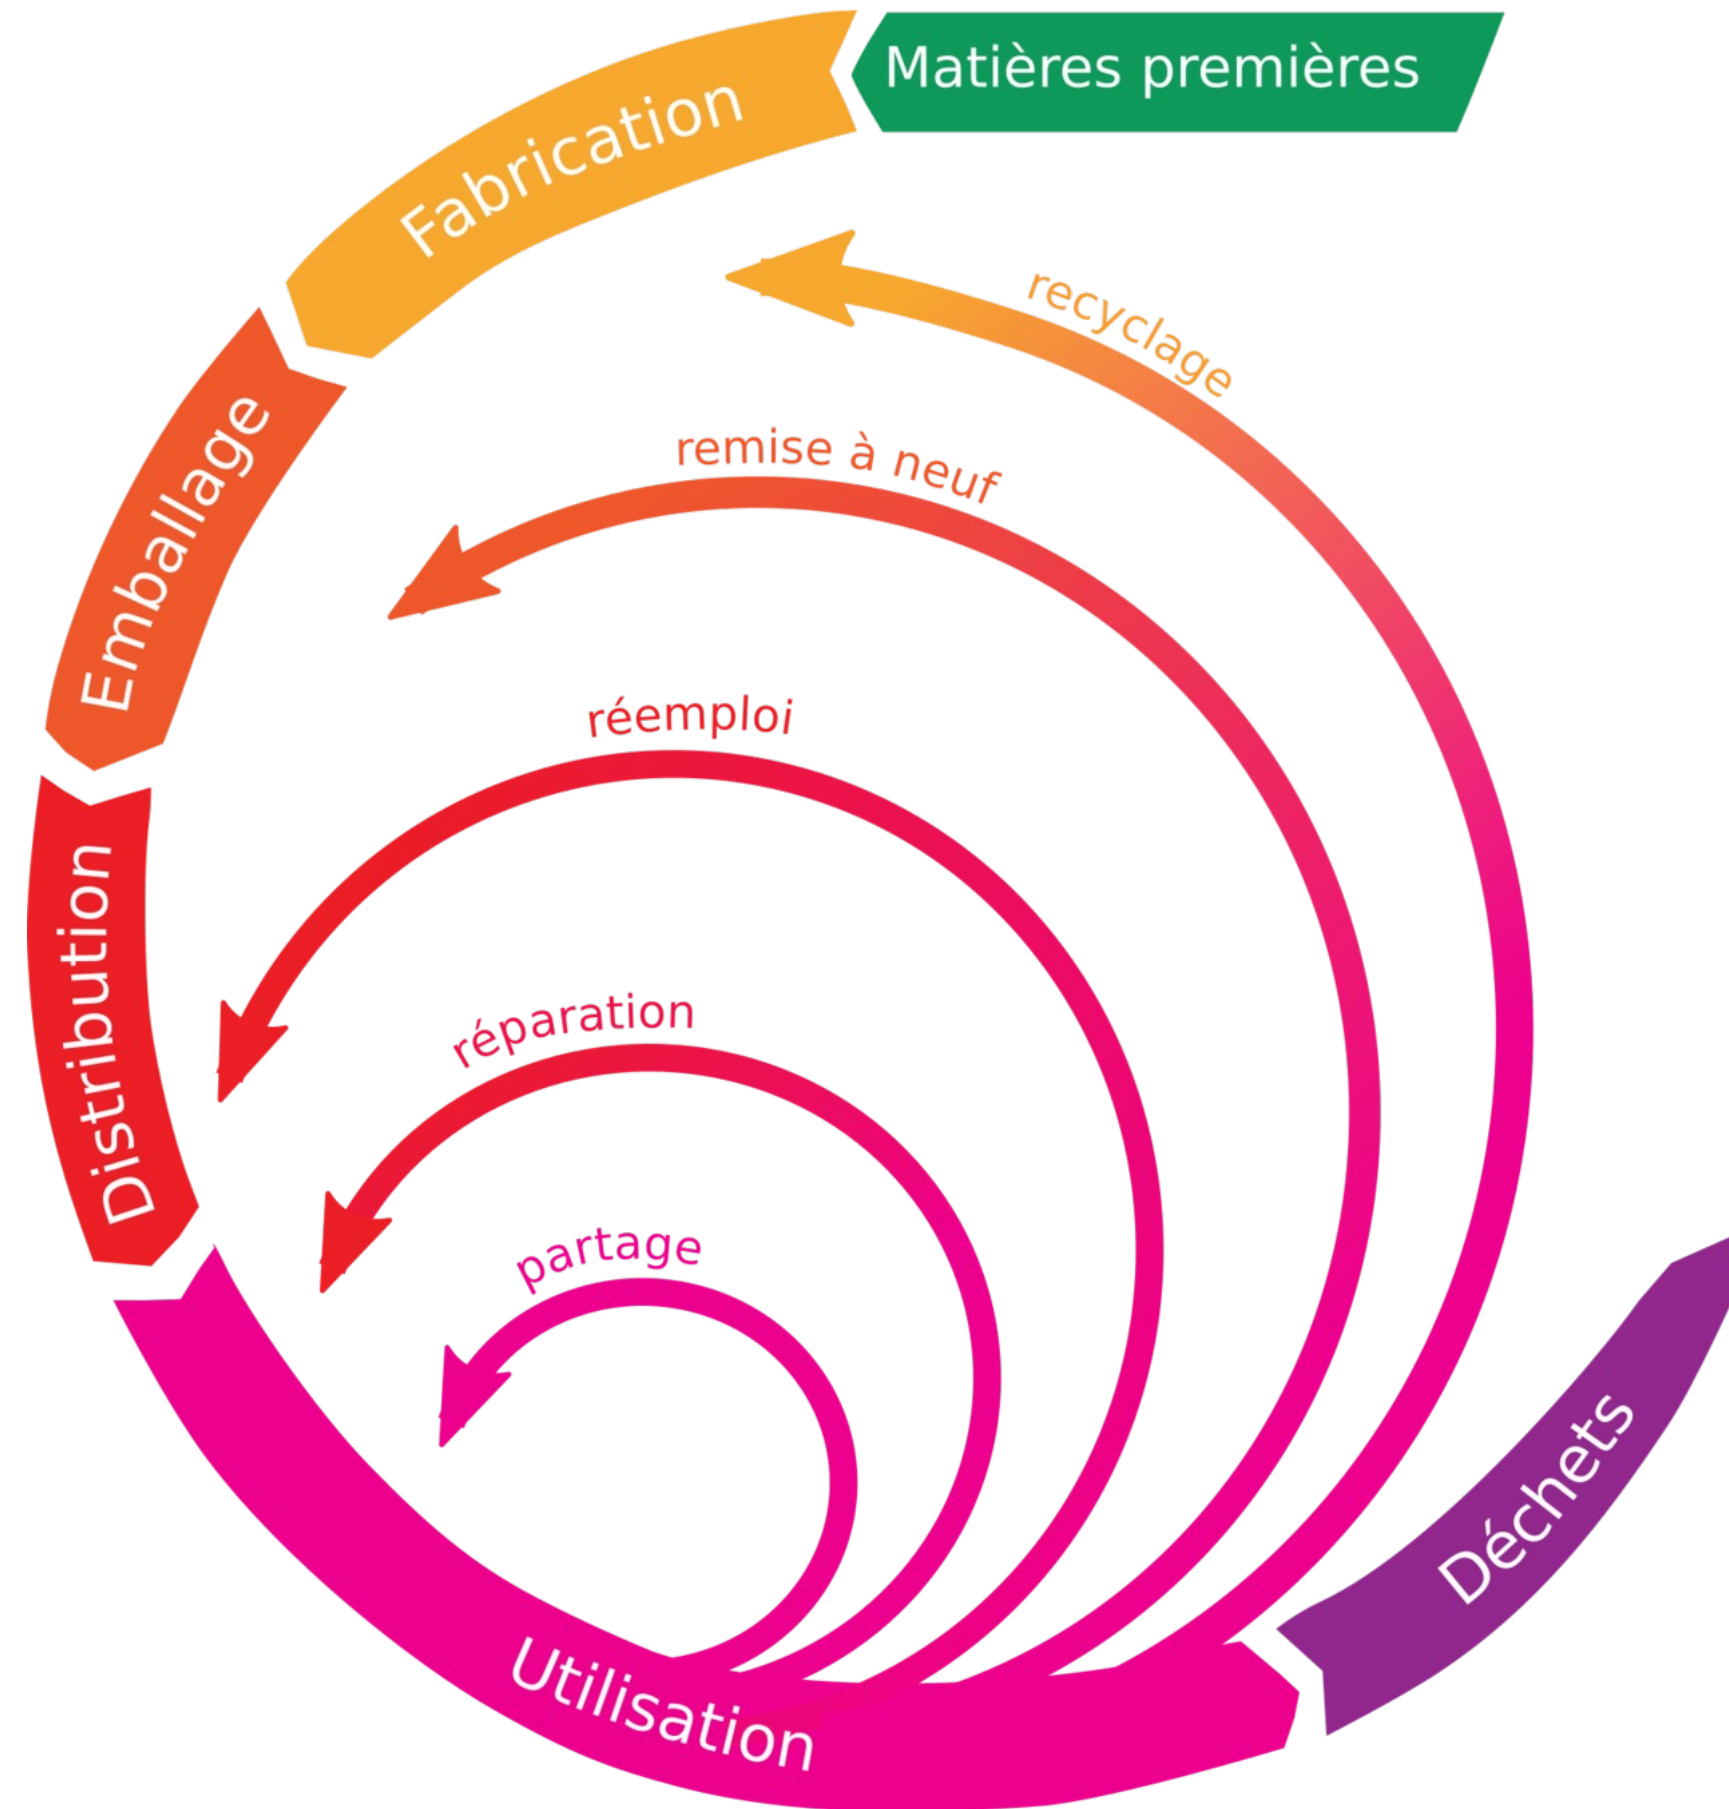 Matières premières
Fabrication
recyclage
Emballage
remise à neuf
réemploi
Distribution
réparation
partage
Déchets
Utilisation